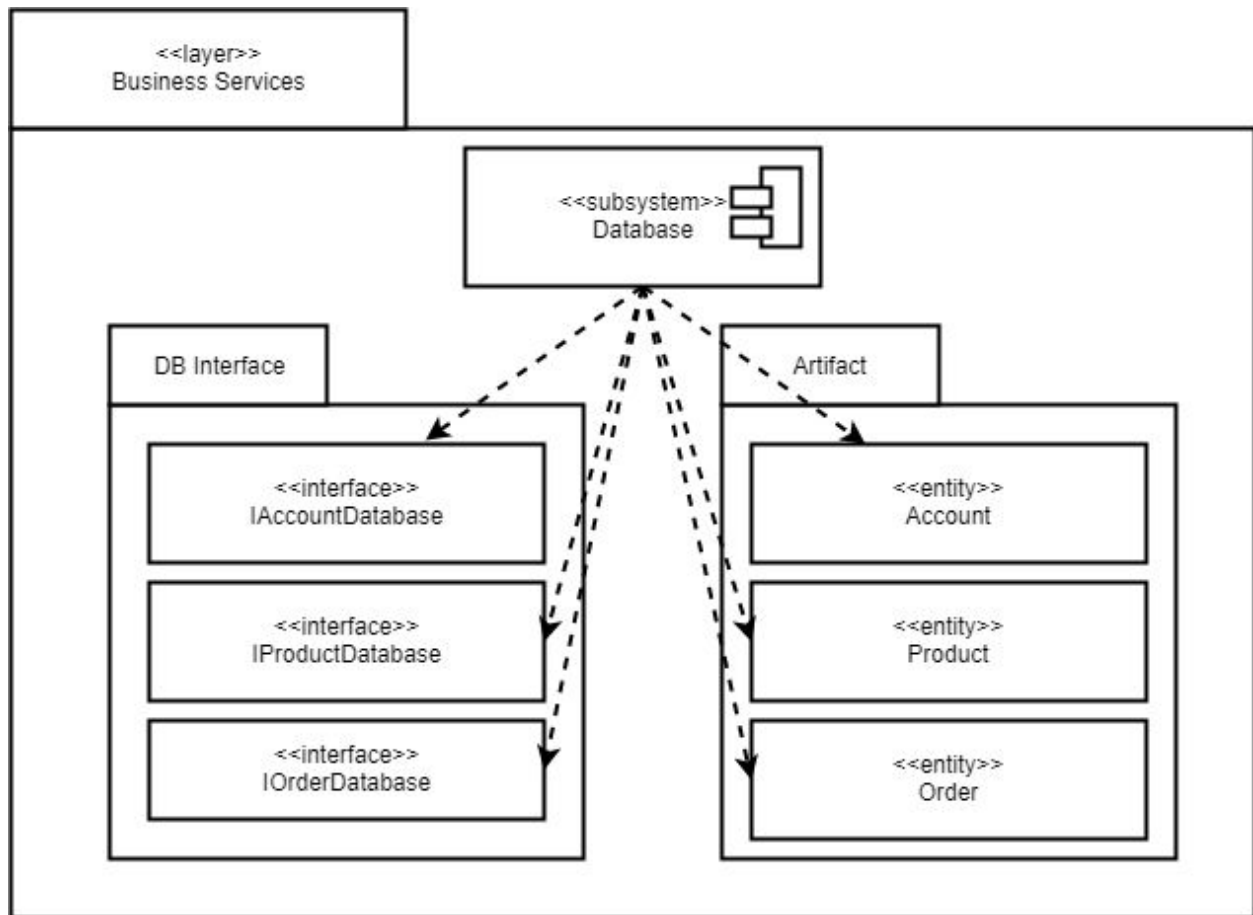 <<layer>>
Business Services
<<subsystem>>
Database
DB Interface
<<interface>>
IAccountDatabase
<<interface>>
IProductDatabase
<<interface>>
IOrderDatabase
Artifact
<<entity>>
Account
<<entity>>
Product
<<entity>>
Order